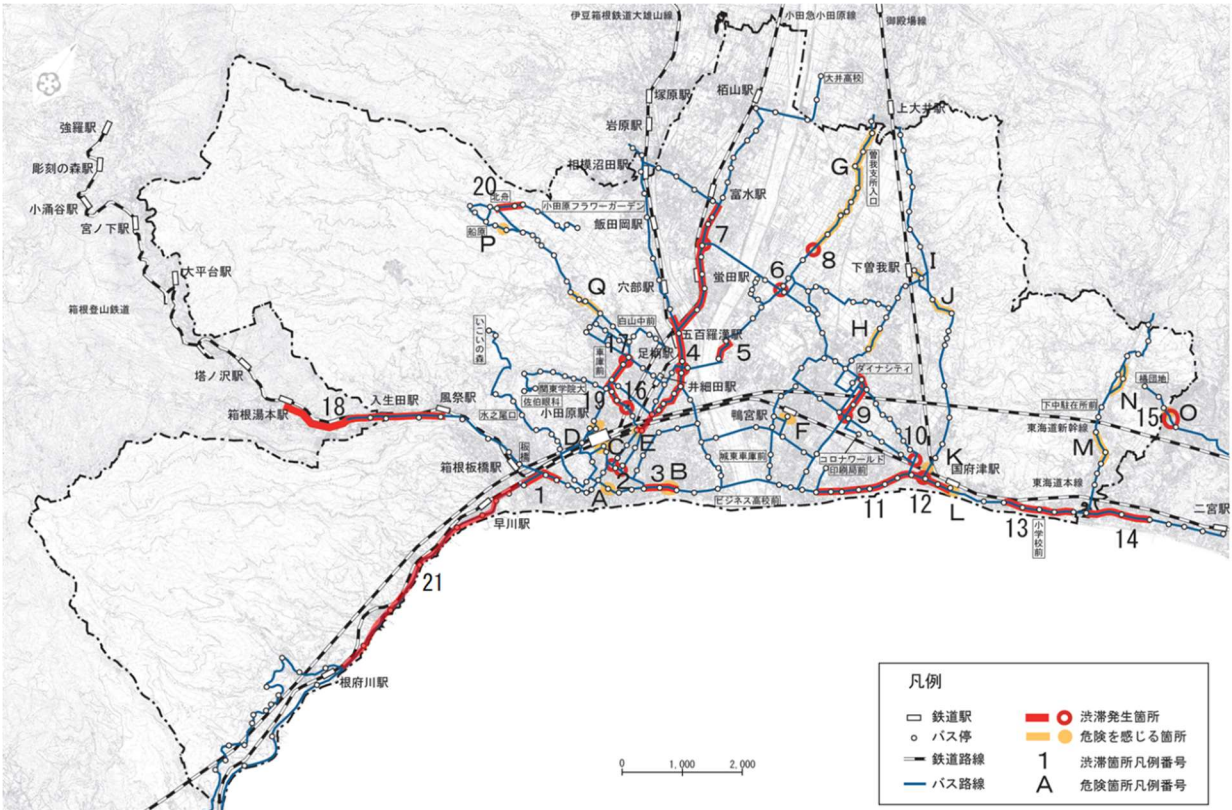 伊豆箱根鉄道大雄山線
小田急小田原線
御殿場線
大井高校
塚原駅
栢山駅
上大井駅
強羅駅
岩原駅
彫刻の森駅
相模沼田駅
G
曽我支所入口
小涌谷駅
20
北舟
小田原フラワーガーデン
富水駅
宮ノ下駅
船原
P
飯田岡駅
7
8
大平台駅
穴部駅
蛍田駅
6
下曽我駅
I
Q
J
箱根登山鉄道
いこいの森
白山中前
五百羅漢駅
H
17
車庫前
足柄駅
4
5
ダイナシティ
塔ノ沢駅
関東学院大
16
井細田駅
桶団地
佐伯眼科
19
N
箱根湯本駅
18
入生田駅
風祭駅
水之尾口
小田原駅
鴨宮駅
9
下中駐在所前
15
O
D
E
F
東海道新幹線
板橋
C
10
M
箱根板橋駅
城東車庫前
コロナワールド
印刷局前
K
国府津駅
1
A
2
3
B
東海道本線
ビジネス高校前
11
12
L
早川駅
13
小学校前
14
二宮駅
21
根府川駅
凡例
鉄道駅
渋滞発生箇所
バス停
危険を感じる箇所
鉄道路線
1
渋滞箇所凡例番号
バス路線
A
危険箇所凡例番号
0
1,000
2,000